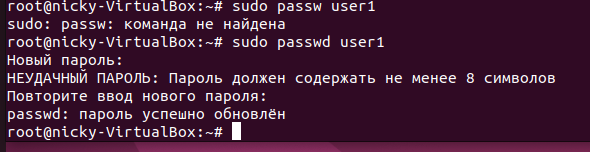 root@nicky-VirtualBox:~# sudo passw user1
sudo: passw: команда не найдена
root@nicky-VirtualBox:~# sudo passwd user1
Новый пароль:
НЕУДАЧНЫЙ ПАРОЛЬ: Пароль должен содержать не менее 8 символов
Повторите ввод нового пароля:
passwd: пароль успешно обновлён
root@nicky-VirtualBox:~#